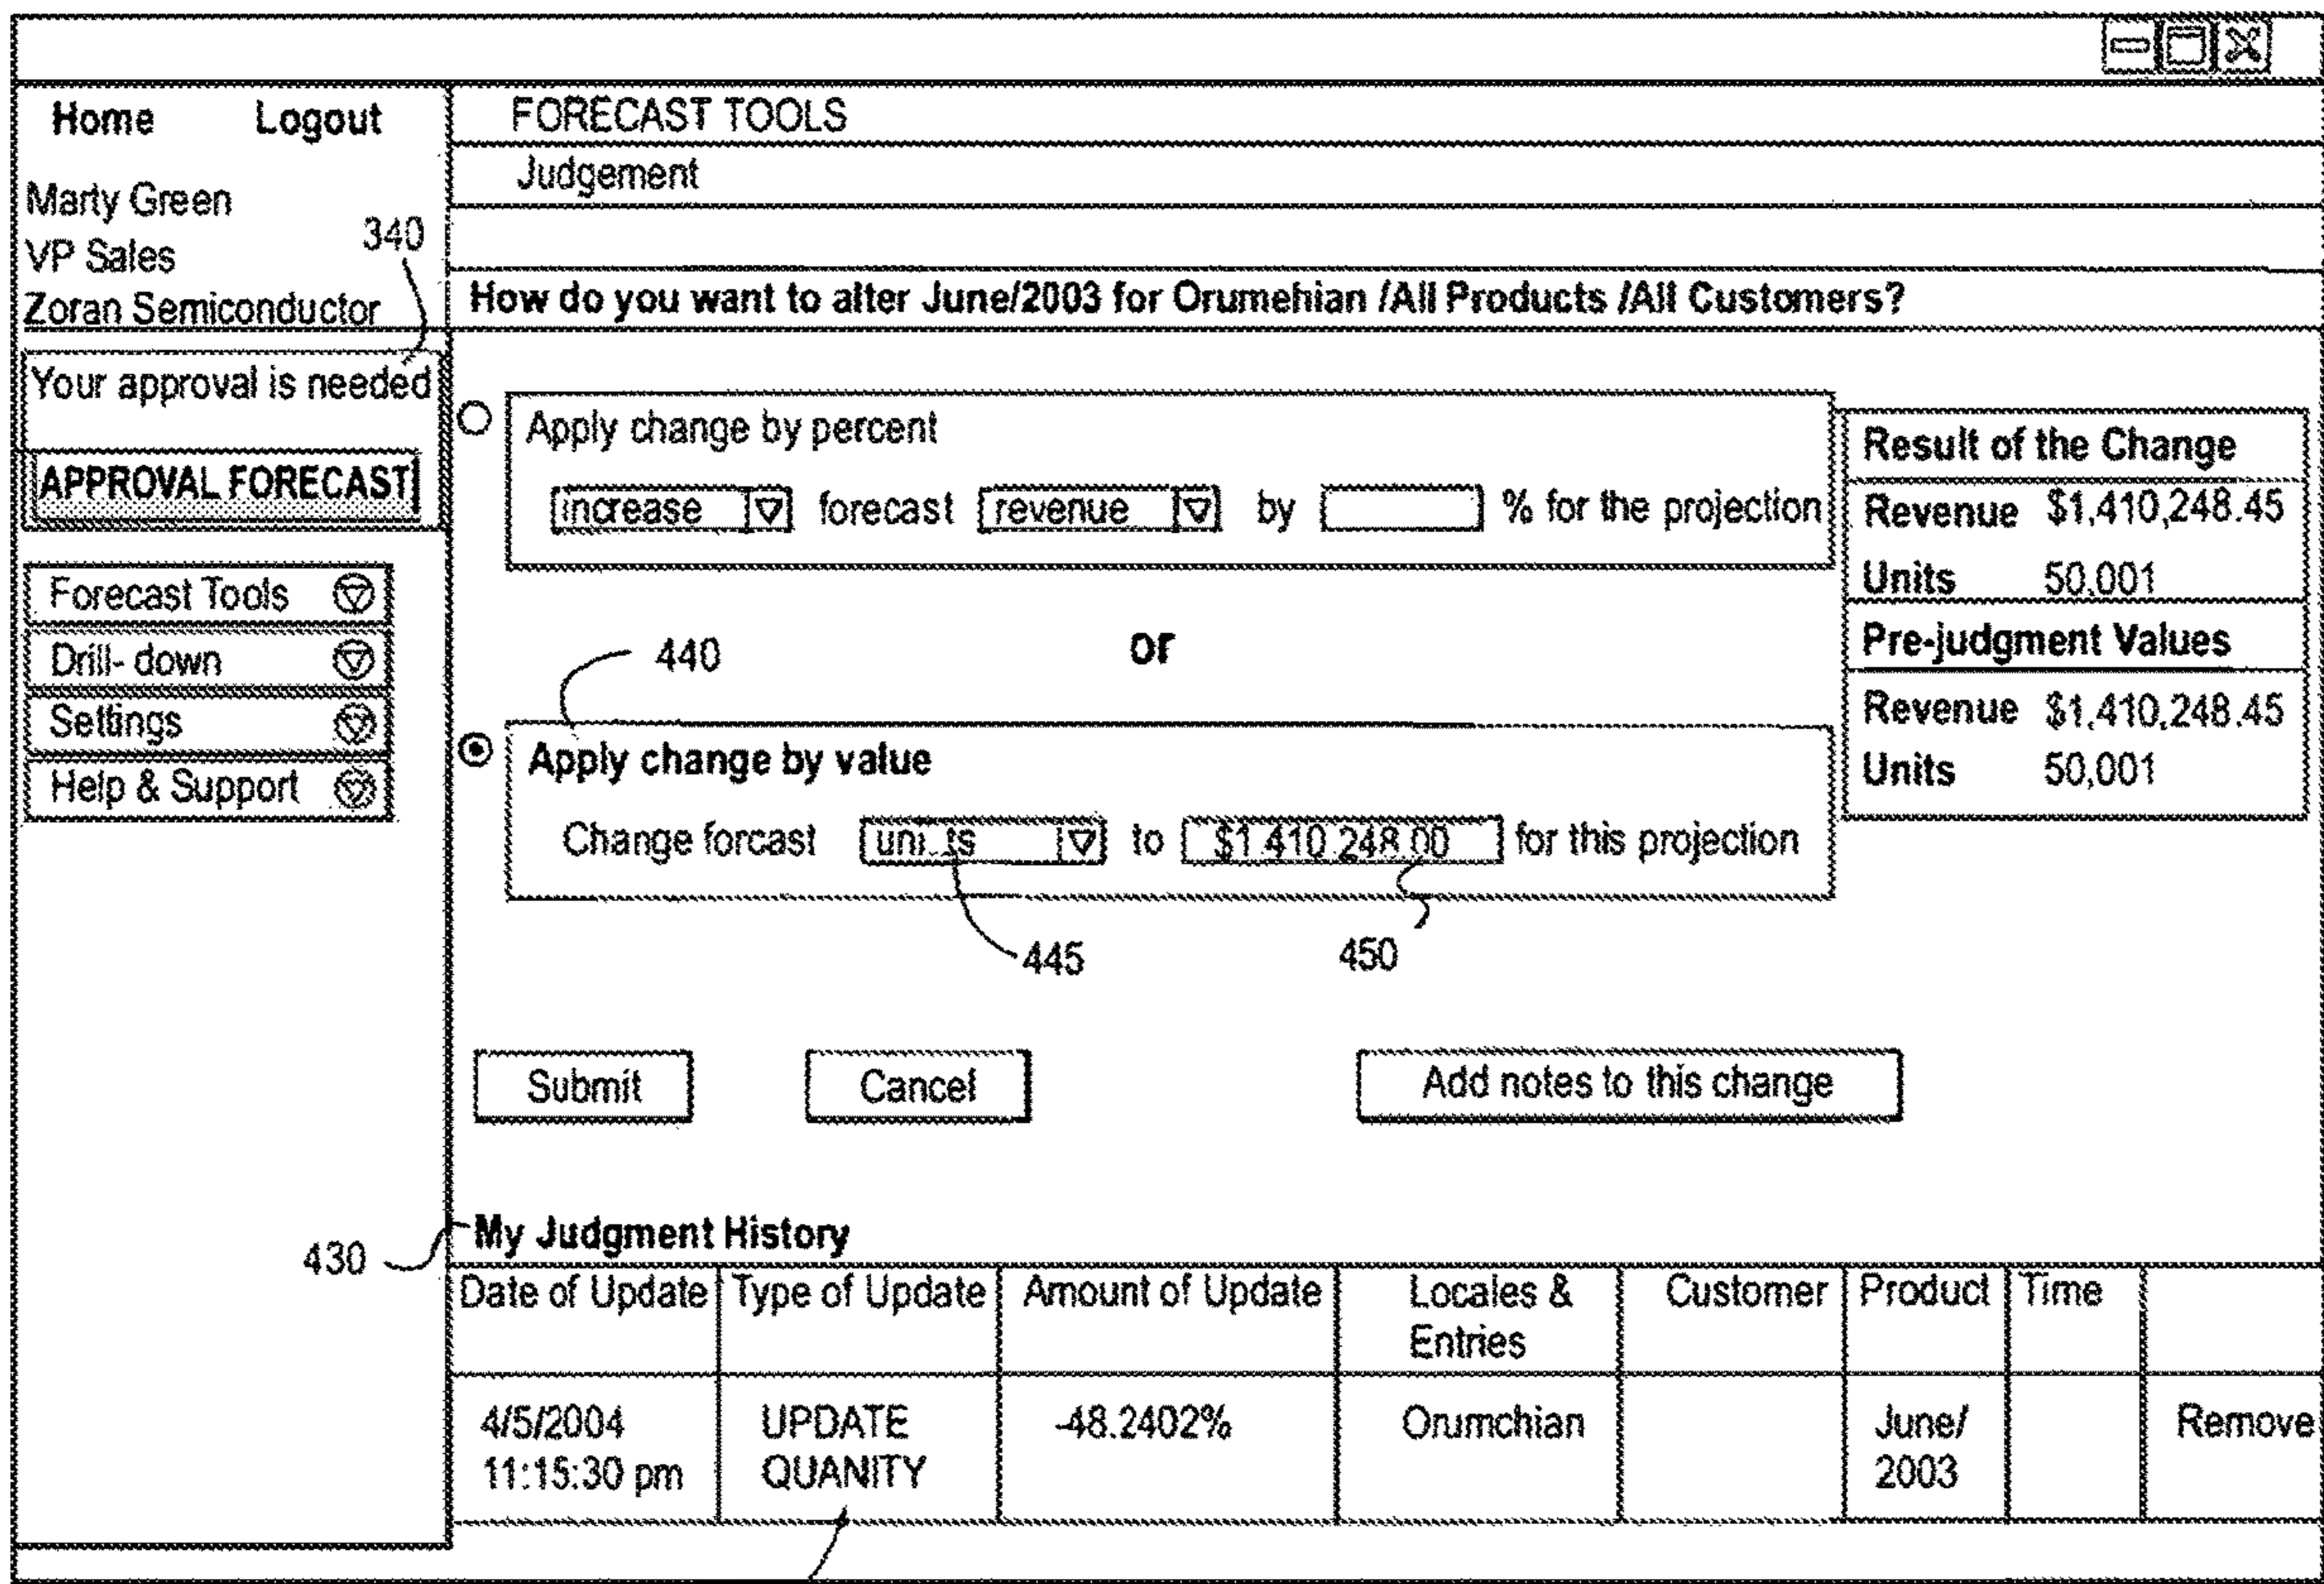 Home Logout
Marty Green
VP Sales
Zoran Semiconductor
340
Your approval is needed
APPROVAL FORECAST
Forecast Tools
Drill- down
Settings
Help & Support
FORECAST TOOLS
Judgement
How do you want to alter June/2003 for Orumehian /All Products /All Customers?
Apply change by percent
increase forecast revenue by % for the projection
or
440
Apply change by value
Change forcast units to $1.410.248.00 for this projection
445
450
Result of the Change
Revenue $1,410,248.45
Units 50.001
Pre-judgment Values
Revenue $1,410,248.45
Units 50,001
Submit Cancel Add notes to this change
430
My Judgment History
Date of Update Type of Update Amount of Update Locales & Customer Product Time
Entries
4/5/2004 UPDATE -48.2402% Orumchian June/ Remove
11:15:30 pm QUANITY 2003